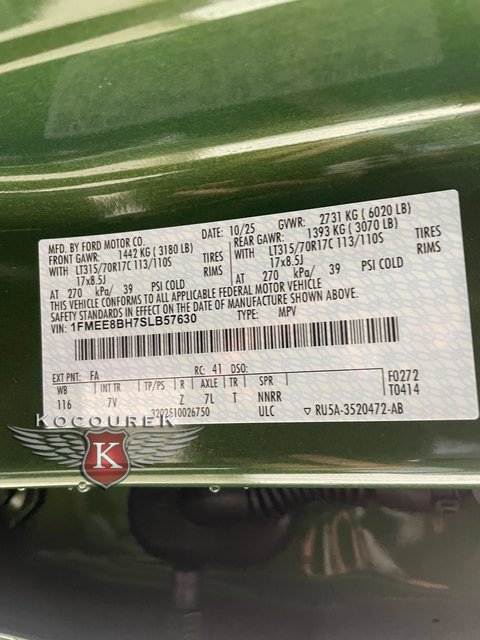 MFD. BY FORD MOTOR CO.
DATE: 10/25 GVWR: 2731 KG ( 6020 LB)
FRONT GAWR: 1442 KG ( 3180 LB) REAR GAWR: 1393 KG ( 3070 LB)
WITH LT315/70R17C 113/110S TIRES WITH LT315/70R17C 113/110S TIRES
17x8.5J RIMS 17x8.5J RIMS
AT 270 kPa/ 39 PSI COLD AT 270 kPa/ 39 PSI COLD
THIS VEHICLE CONFORMS TO ALL APPLICABLE FEDERAL MOTOR VEHICLE
SAFETY STANDARDS IN EFFECT ON THE DATE OF MANUFACTURE SHOWN ABOVE.
VIN: 1FMEE8BH7SLB57630 TYPE: MPV
EXT PNT: FA RC: 41 DSO: F0272
WB INT TR TP/PS R AXLE TR SPR T0414
116 7V Z 7L T NNRR
3202510026750 ULC ▽ RU5A-3520472-AB
KOCOUREK
K